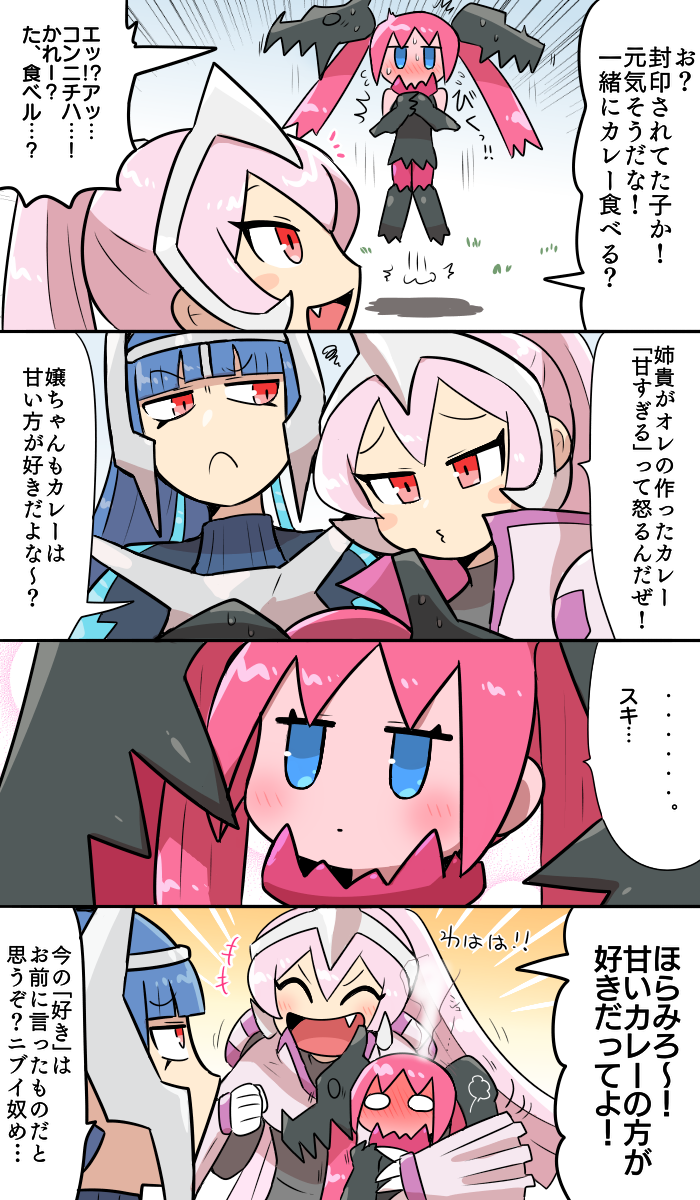 お？
封印されてた子か！
元気そうだな！
一緒にカレー食べる？
びくっ!!
エッ!?アッ…
コンニチハ…！
かれー？
た、食ベル…？
姉貴がオレの作ったカレー
「甘すぎる」って怒るんだぜ！
嬢ちゃんもカレーは
甘い方が好きだよな〜？
・・・・・・・。
スキ…
ほらみろ〜！
甘いカレーの方が
好きだってよ！
わはは!!
今の「好き」は
お前に言ったものだと
思うぞ？ニブイ奴め…